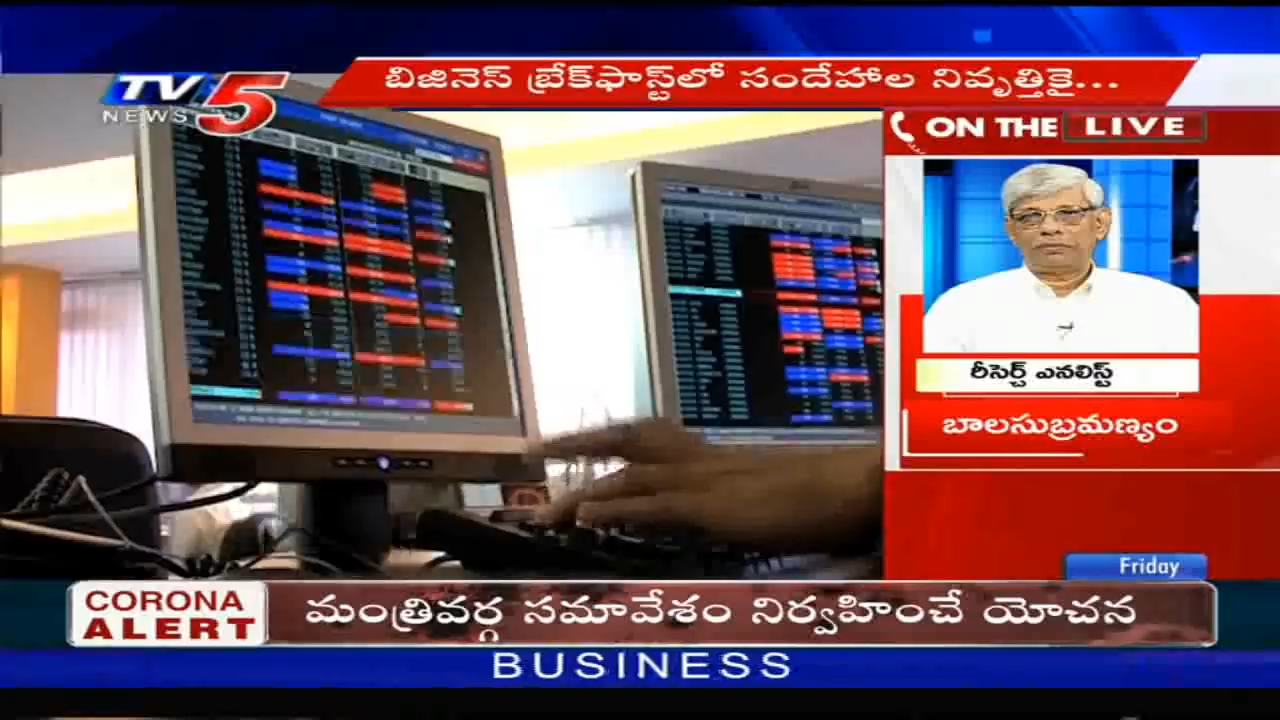 బిజినెస్ బ్రేక్‌ఫాస్ట్‌లో సందేహాల నివృత్తికై...
TV5
NEWS
ON THE LIVE
రీసెర్చ్ ఎనలిస్ట్
బాలసుబ్రమణ్యం
Friday
CORONA ALERT
మంత్రివర్గ సమావేశం నిర్వహించే యోచన
BUSINESS